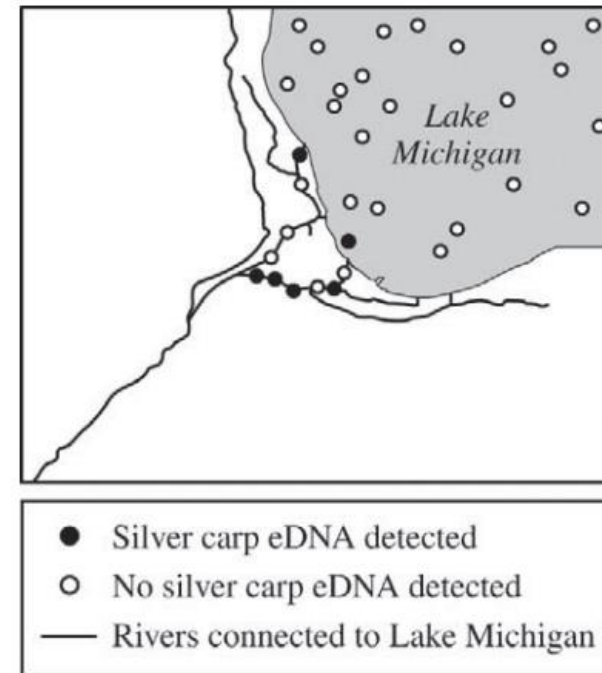 Lake
Michigan
Silver carp eDNA detected
No silver carp eDNA detected
Rivers connected to Lake Michigan